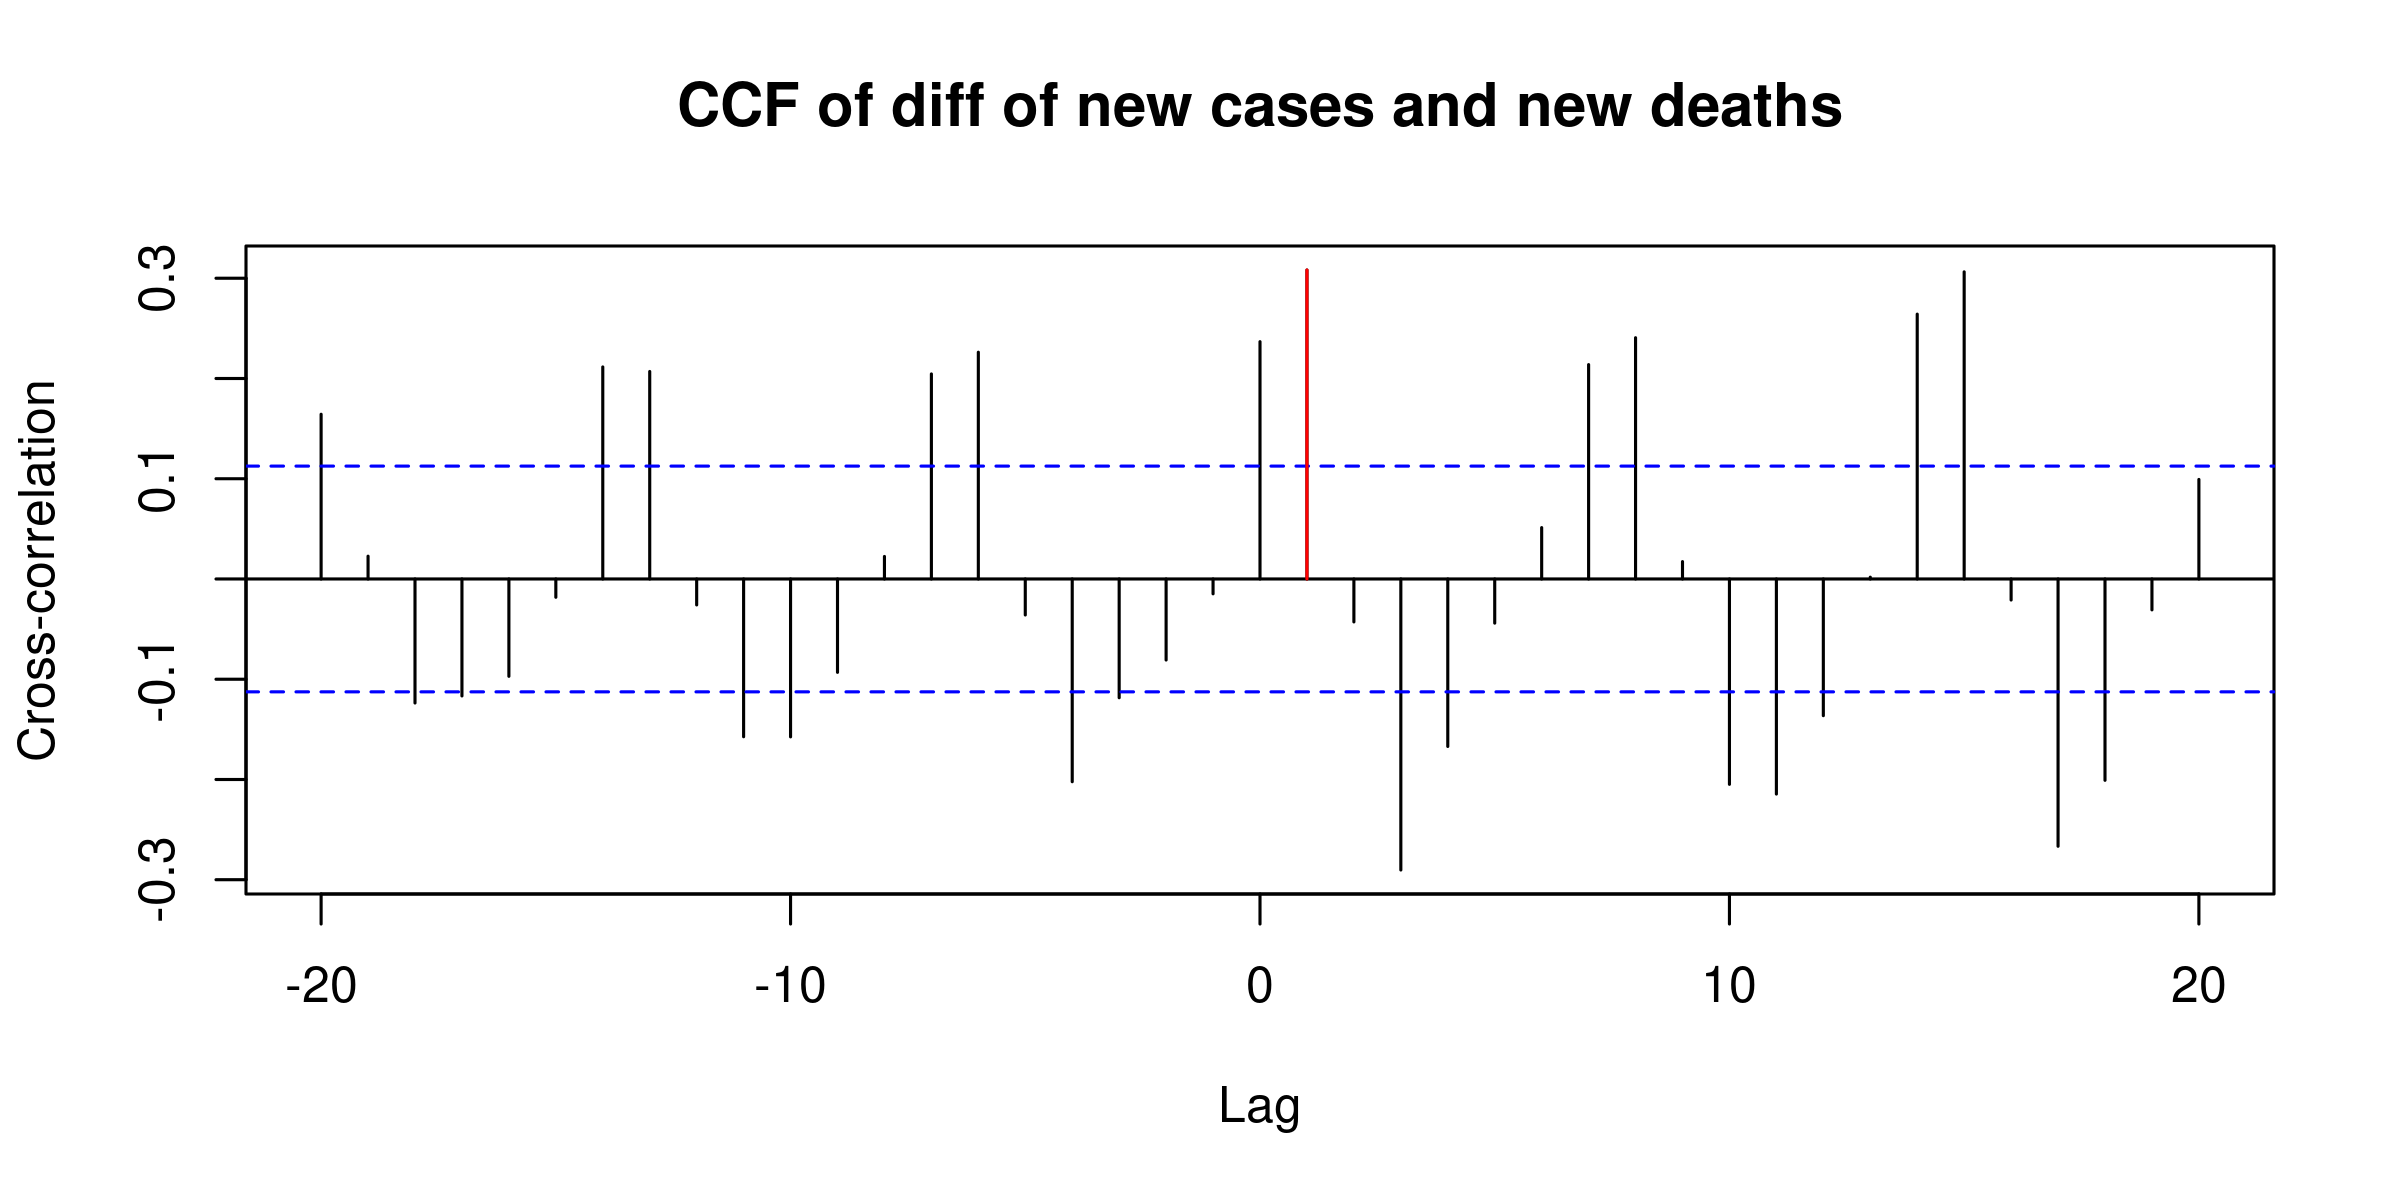 CCF of diff of new cases and new deaths
Cross-correlation
0.3
0.1
-0.1
-0.3
-20 -10 0 10 20
Lag